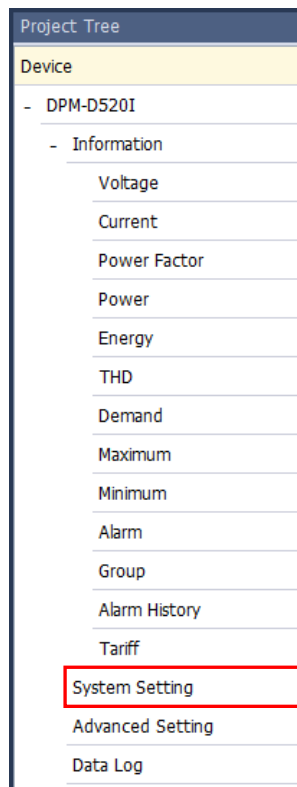 Project Tree
Device
- DPM-D520I
- Information
Voltage
Current
Power Factor
Power
Energy
THD
Demand
Maximum
Minimum
Alarm
Group
Alarm History
Tariff
System Setting
Advanced Setting
Data Log